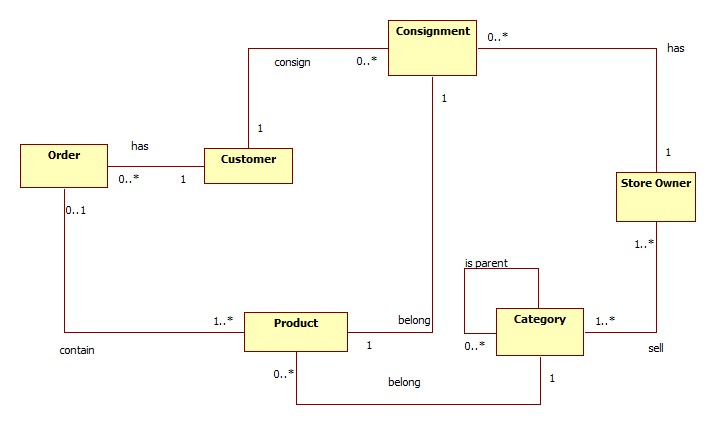 Consignment
0..*
has
consign
0..*
1
1
has
Order
Customer
1
Store Owner
0..*
1
0..1
1..*
is parent
1..*
Product
belong
Category
1..*
contain
1
0..*
sell
0..*
belong
1